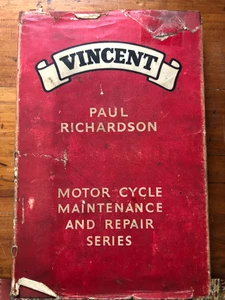 VINCENT
PAUL
RICHARDSON
MOTOR CYCLE
MAINTENANCE
AND REPAIR
SERIES